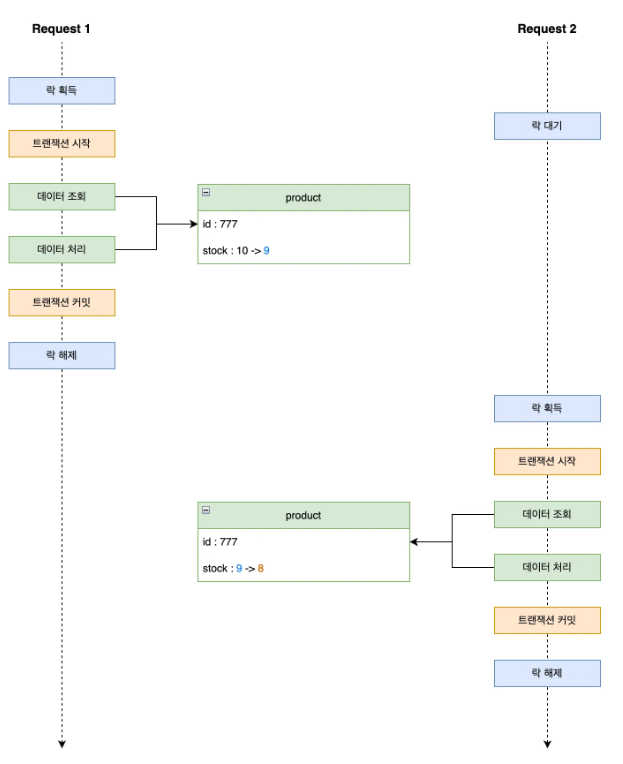 Request 1
Request 2
락 획득
락 대기
트랜잭션 시작
데이터 조회
product
id : 777
데이터 처리
stock : 10 -> 9
트랜잭션 커밋
락 해제
락 획득
트랜잭션 시작
데이터 조회
product
id : 777
데이터 처리
stock : 9 -> 8
트랜잭션 커밋
락 해제